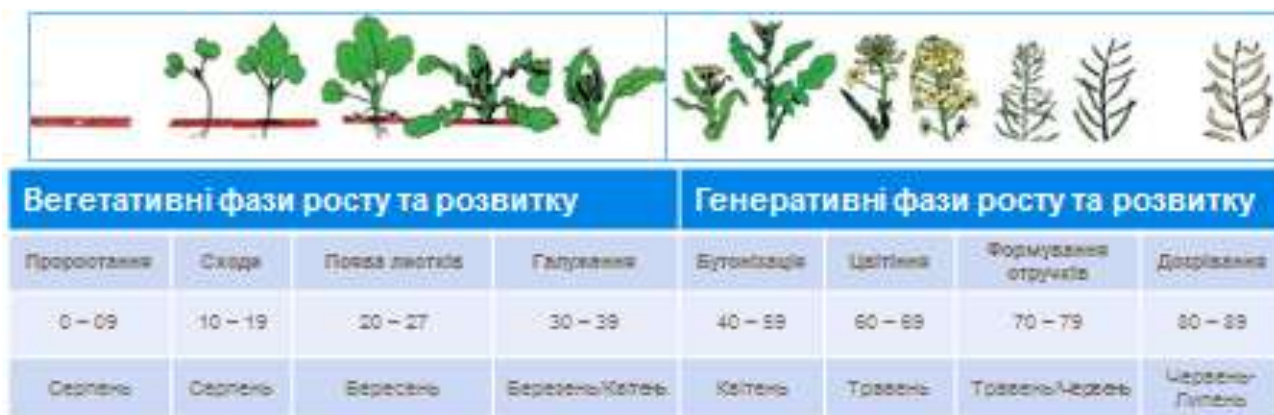 Вегетативні фази росту та розвитку
Генеративні фази росту та розвитку
Проростання
Сходи
Поява листків
Галуження
Бутонізація
Цвітіння
Формування
отручків
Дозрівання
0 – 09
10 – 19
20 – 27
30 – 39
40 – 59
60 – 69
70 – 79
80 – 89
Серпень
Серпень
Вересень
Березень/Квітень
Квітень
Травень
Травень/Червень
Червень-
Липень